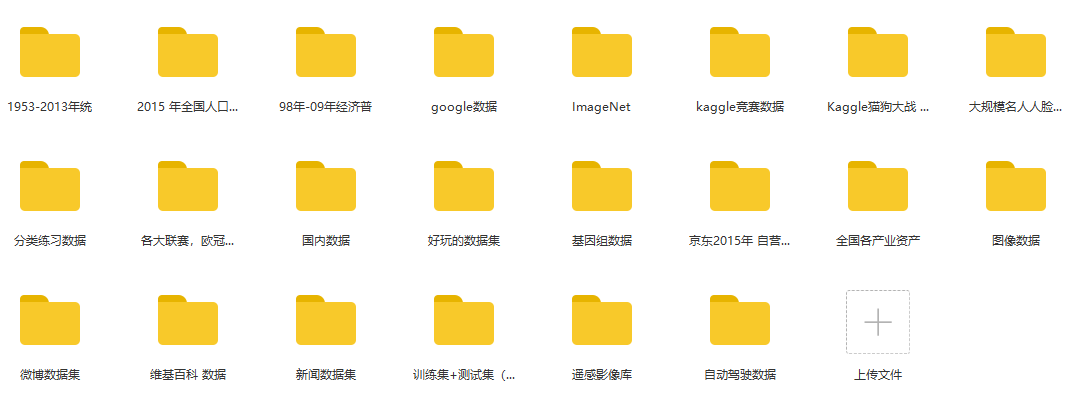 1953-2013年统
2015 年全国人口...
98年-09年经济普
google数据
ImageNet
kaggle竞赛数据
Kaggle猫狗大战 ...
大规模名人人脸...
分类练习数据
各大联赛，欧冠...
国内数据
好玩的数据集
基因组数据
京东2015年 自营...
全国各产业资产
图像数据
微博数据集
维基百科 数据
新闻数据集
训练集+测试集（...
遥感影像库
自动驾驶数据
上传文件